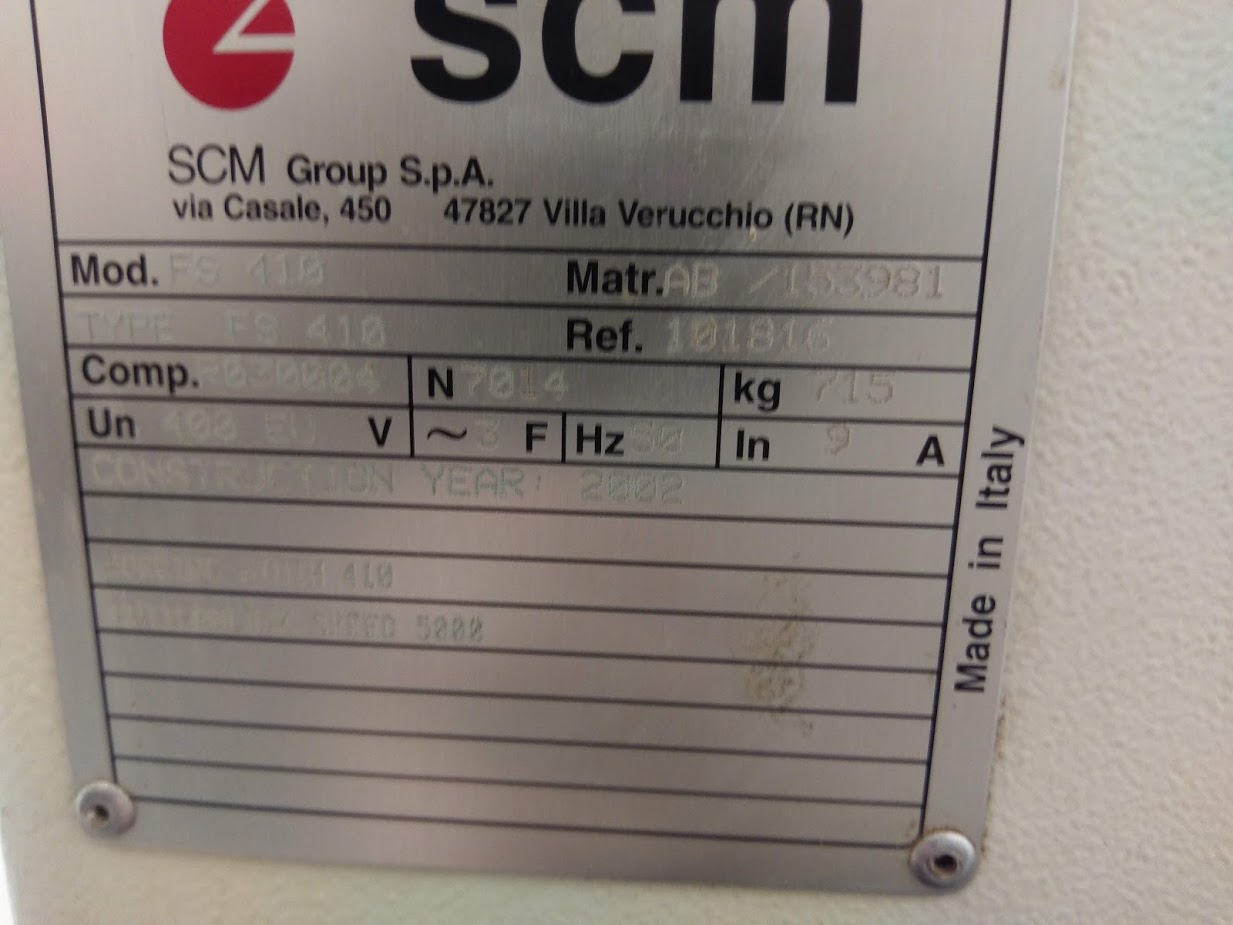 scm
SCM Group S.p.A.
via Casale, 450 47827 Villa Verucchio (RN)
Mod. FS 410 Matr. AB /153981
TYPE FS 410 Ref. 101816
Comp. N 7014 kg 715
Un 400 EU V ~ 3 F Hz 50 In 9 A
CONSTRUCTION YEAR: 2002
WORKING WIDTH 410
SPEED 5000
Made in Italy